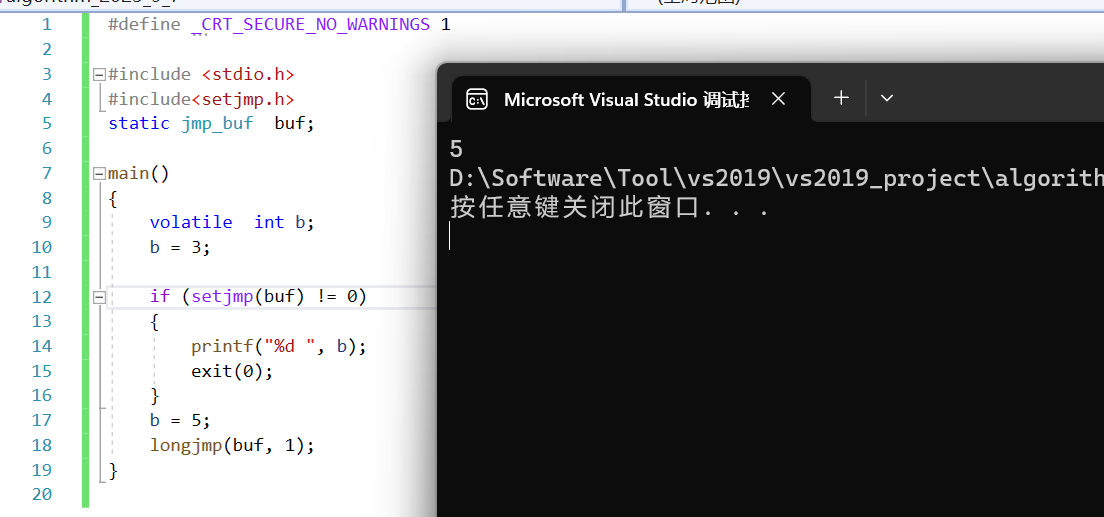 1 #define _CRT_SECURE_NO_WARNINGS 1
2
3 #include <stdio.h>
4 #include<setjmp.h>
5 static jmp_buf  buf;
6
7 main()
8 {
9     volatile  int b;
10     b = 3;
11
12     if (setjmp(buf) != 0)
13     {
14         printf("%d ", b);
15         exit(0);
16     }
17     b = 5;
18     longjmp(buf, 1);
19 }
20
Microsoft Visual Studio 调试
5
D:\Software\Tool\vs2019\vs2019_project\algorith
按任意键关闭此窗口. . .